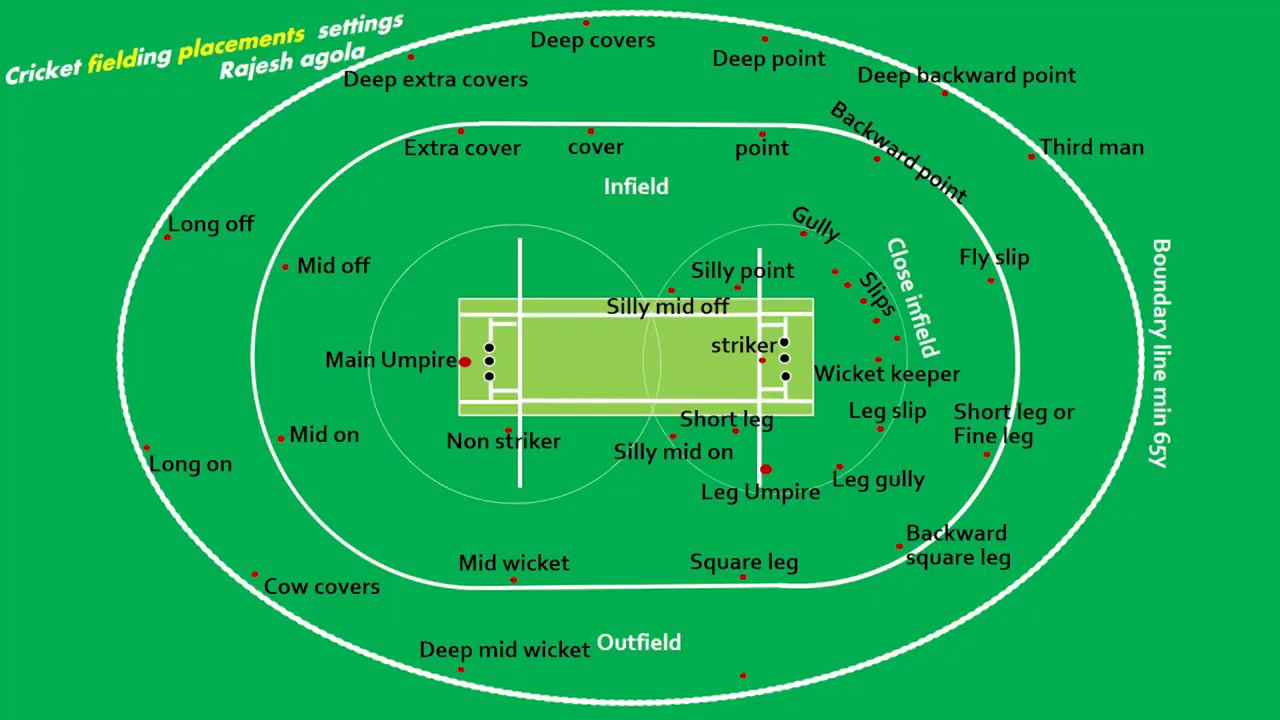 Cricket fielding placements settings
Rajesh agola
Deep covers
Deep point
Deep extra covers
Deep backward point
Backward point
Extra cover
cover
point
Third man
Infield
Long off
Gully
Mid off
Silly point
Slips
Close infield
Fly slip
Boundary line min 65y
Silly mid off
striker
Main Umpire
Wicket keeper
Leg slip
Short leg or
Fine leg
Short leg
Mid on
Non striker
Silly mid on
Long on
Leg Umpire
Leg gully
Backward
square leg
Mid wicket
Square leg
Cow covers
Deep mid wicket
Outfield